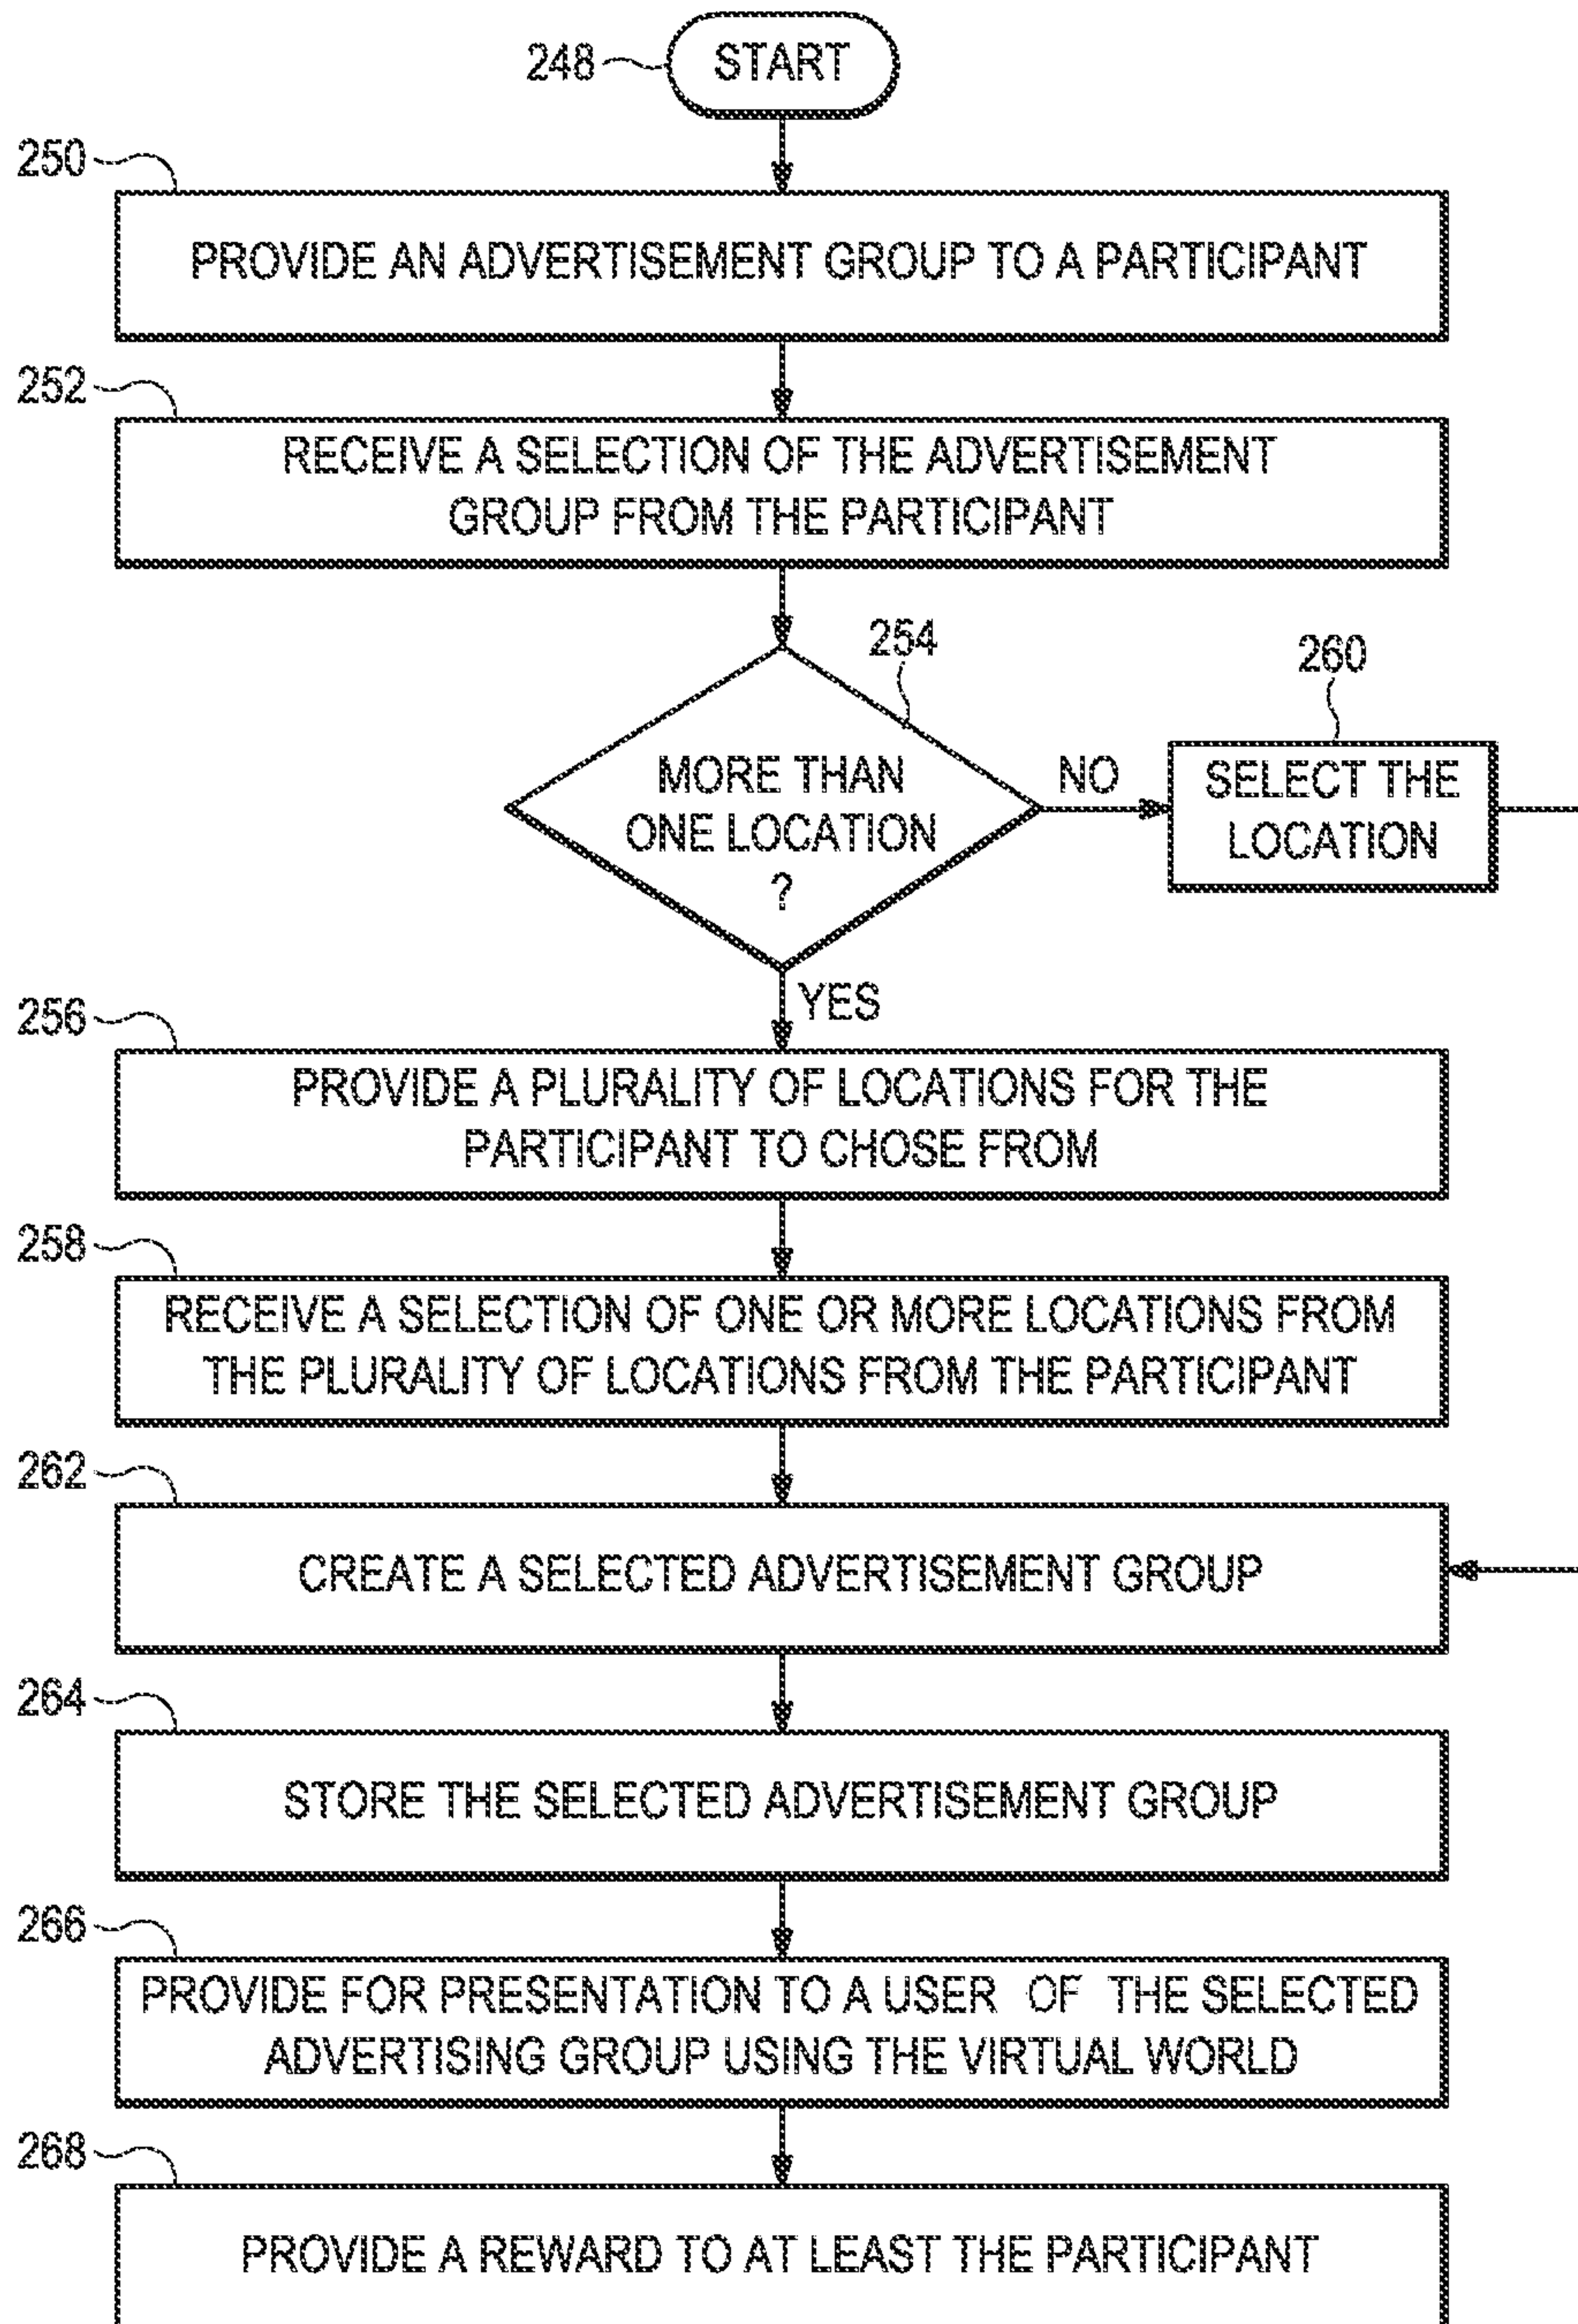 248
START
250
PROVIDE AN ADVERTISEMENT GROUP TO A PARTICIPANT
252
RECEIVE A SELECTION OF THE ADVERTISEMENT
GROUP FROM THE PARTICIPANT
254
MORE THAN
ONE LOCATION
?
NO
260
SELECT THE
LOCATION
YES
256
PROVIDE A PLURALITY OF LOCATIONS FOR THE
PARTICIPANT TO CHOSE FROM
258
RECEIVE A SELECTION OF ONE OR MORE LOCATIONS FROM
THE PLURALITY OF LOCATIONS FROM THE PARTICIPANT
262
CREATE A SELECTED ADVERTISEMENT GROUP
264
STORE THE SELECTED ADVERTISEMENT GROUP
266
PROVIDE FOR PRESENTATION TO A USER OF THE SELECTED
ADVERTISING GROUP USING THE VIRTUAL WORLD
268
PROVIDE A REWARD TO AT LEAST THE PARTICIPANT